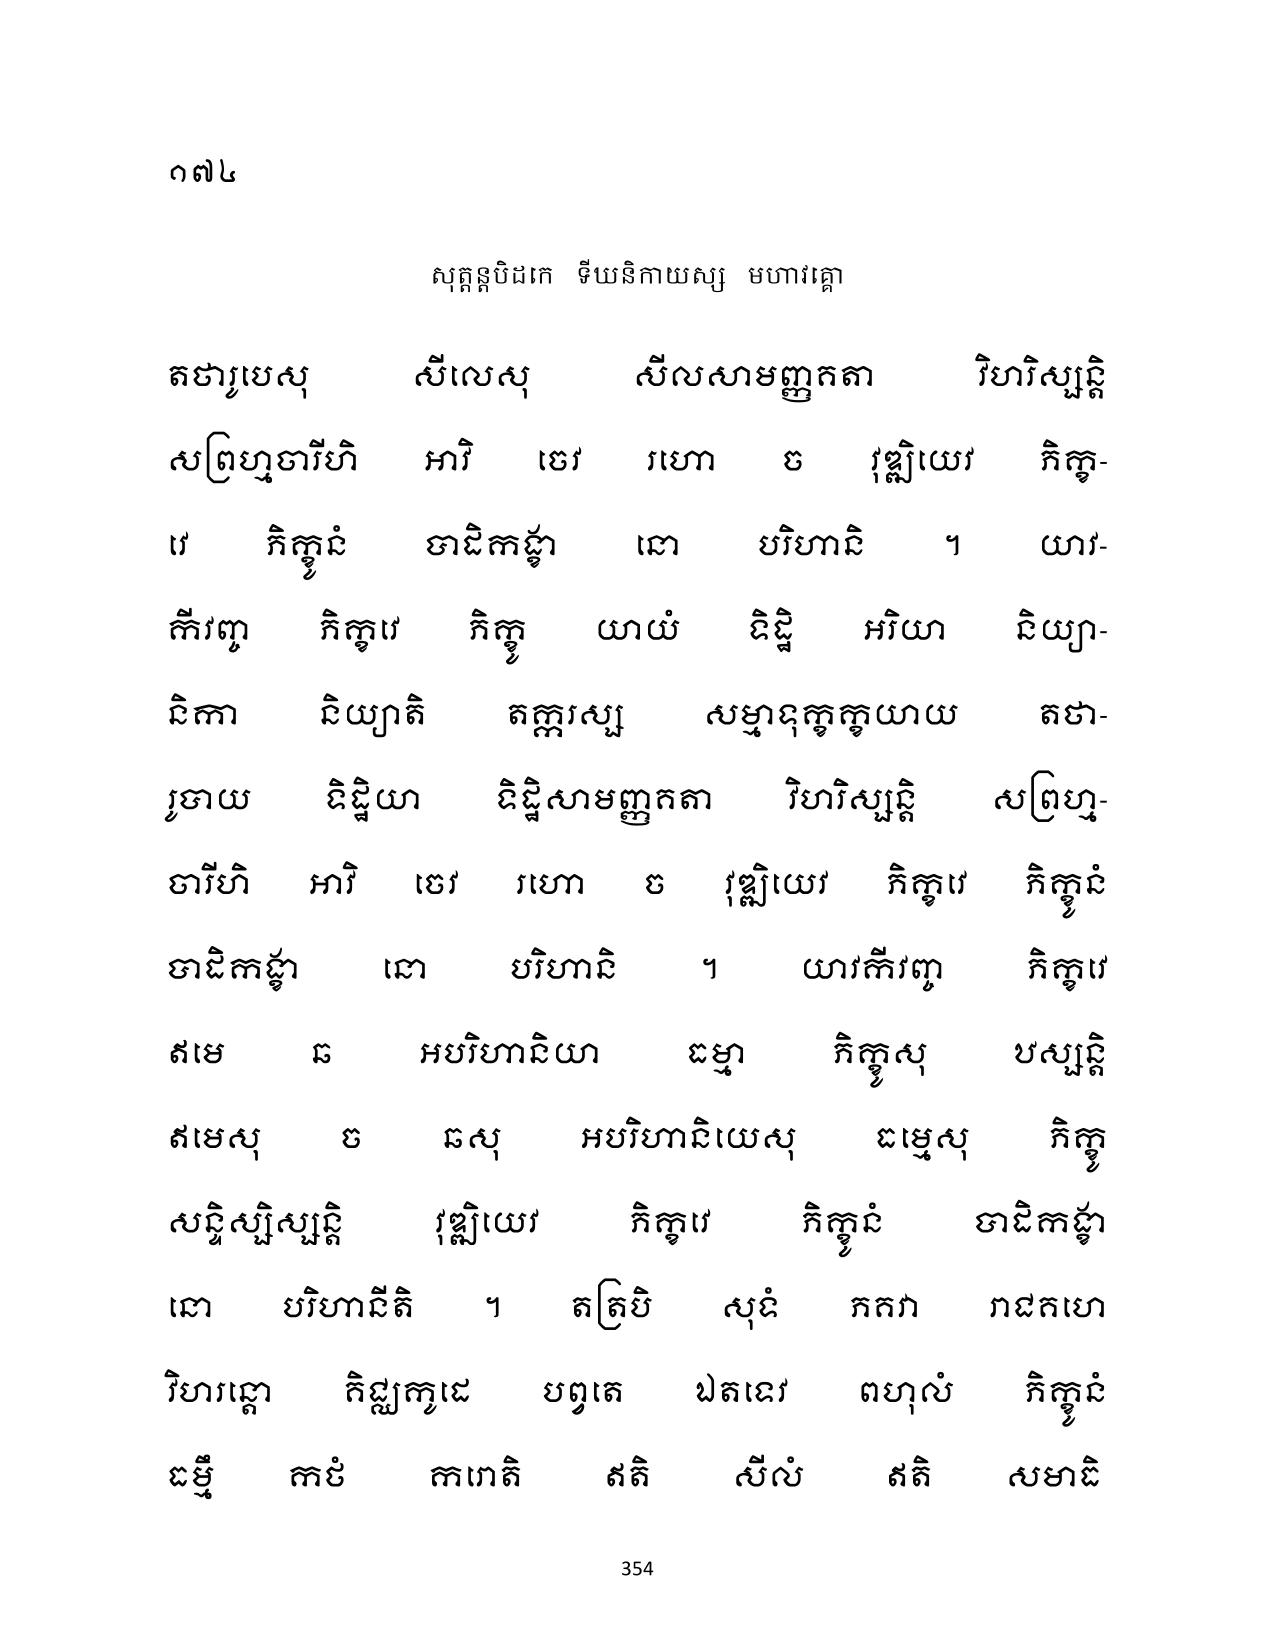 ១៧៤
សុត្តន្តបិដកេ ទីឃនិកាយស្ស មហាវគ្គោ
តថារូបេសុ សីលេសុ សីលសាមញ្ញគតា វិហរិស្សន្តិ
សព្រហ្មចារីហិ អាវិ ចេវ រហោ ច វុឌ្ឍិយេវ ភិក្ខ-
វេ ភិក្ខូនំ បាដិកង្ខា នោ បរិហានិ ។ យាវ-
កីវញ្ច ភិក្ខវេ ភិក្ខូ យាយំ ទិដ្ឋិ អរិយា និយ្យា-
និកា និយ្យាតិ តក្ករស្ស សម្មាទុក្ខក្ខយាយ តថា-
រូបាយ ទិដ្ឋិយា ទិដ្ឋិសាមញ្ញគតា វិហរិស្សន្តិ សព្រហ្ម-
ចារីហិ អាវិ ចេវ រហោ ច វុឌ្ឍិយេវ ភិក្ខវេ ភិក្ខូនំ
បាដិកង្ខា នោ បរិហានិ ។ យាវកីវញ្ច ភិក្ខវេ
ឥមេ ឆ អបរិហានិយា ធម្មា ភិក្ខូសុ ឋស្សន្តិ
ឥមេសុ ច ឆសុ អបរិហានិយេសុ ធម្មេសុ ភិក្ខូ
សន្ទិស្សិស្សន្តិ វុឌ្ឍិយេវ ភិក្ខវេ ភិក្ខូនំ បាដិកង្ខា
នោ បរិហានីតិ ។ តត្របិ សុទំ ភគវា រាជគហេ
វិហរន្តោ គិជ្ឈកូដេ បព្វតេ ឯតទេវ ពហុលំ ភិក្ខូនំ
ធម្មឹ កថំ ករោតិ ឥតិ សីលំ ឥតិ សមាធិ
354